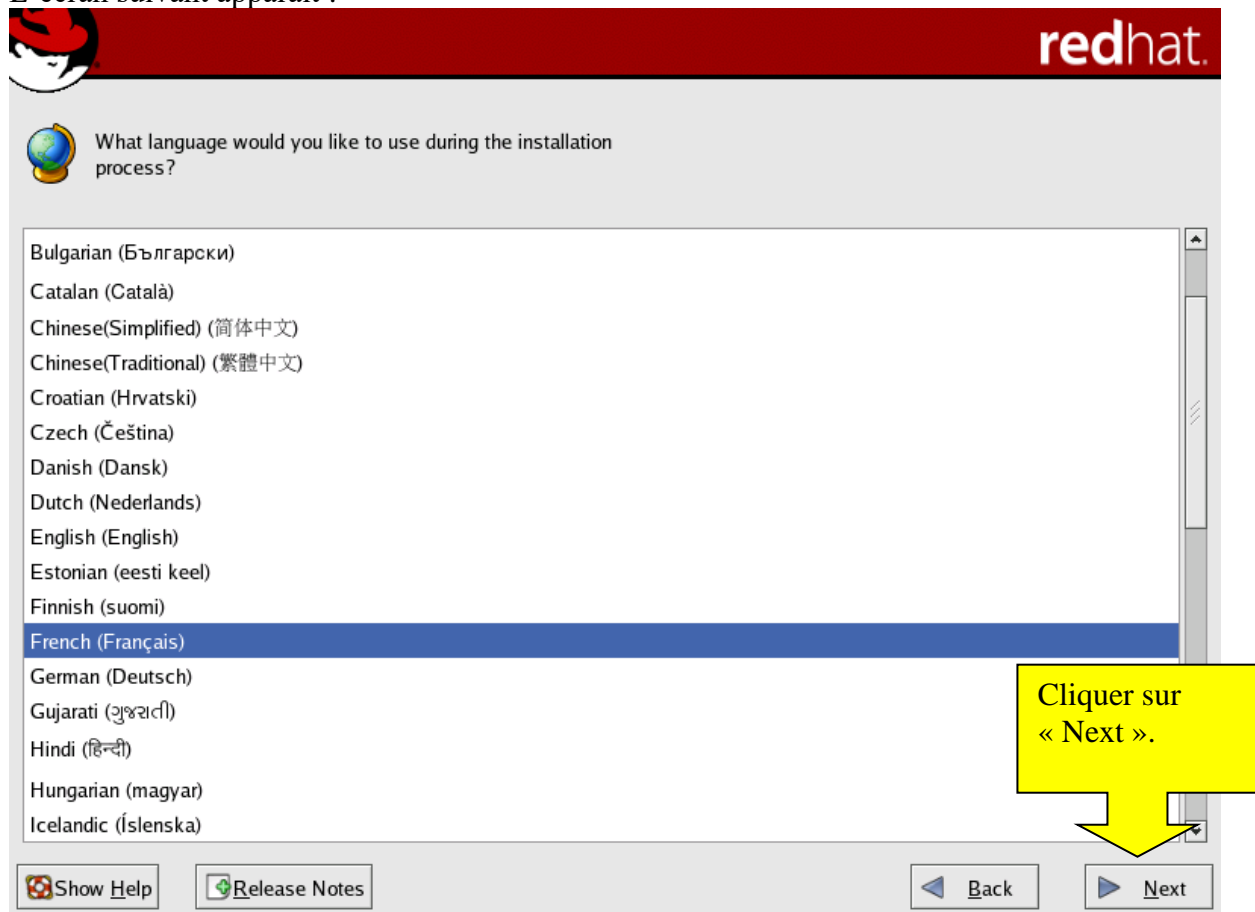 L'écran suivant apparaît :
redhat.
What language would you like to use during the installation
process?
Bulgarian (Български)
Catalan (Català)
Chinese(Simplified) (简体中文)
Chinese(Traditional) (繁體中文)
Croatian (Hrvatski)
Czech (Čeština)
Danish (Dansk)
Dutch (Nederlands)
English (English)
Estonian (eesti keel)
Finnish (suomi)
French (Français)
German (Deutsch)
Gujarati (ગુજરાતી)
Hindi (हिन्दी)
Hungarian (magyar)
Icelandic (Íslenska)
Cliquer sur
« Next ».
Show Help
Release Notes
Back
Next